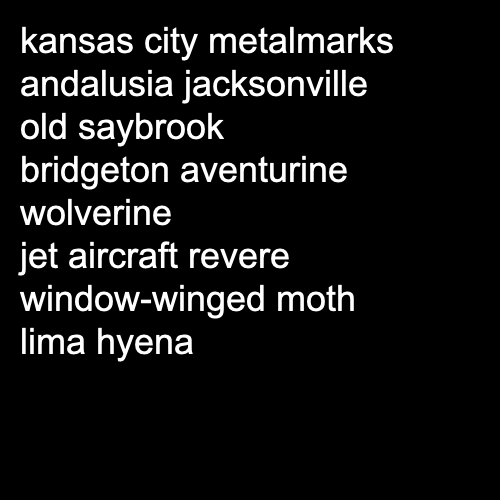 kansas city metalmarks
andalusia jacksonville
old saybrook
bridgeton aventurine
wolverine
jet aircraft revere
window-winged moth
lima hyena